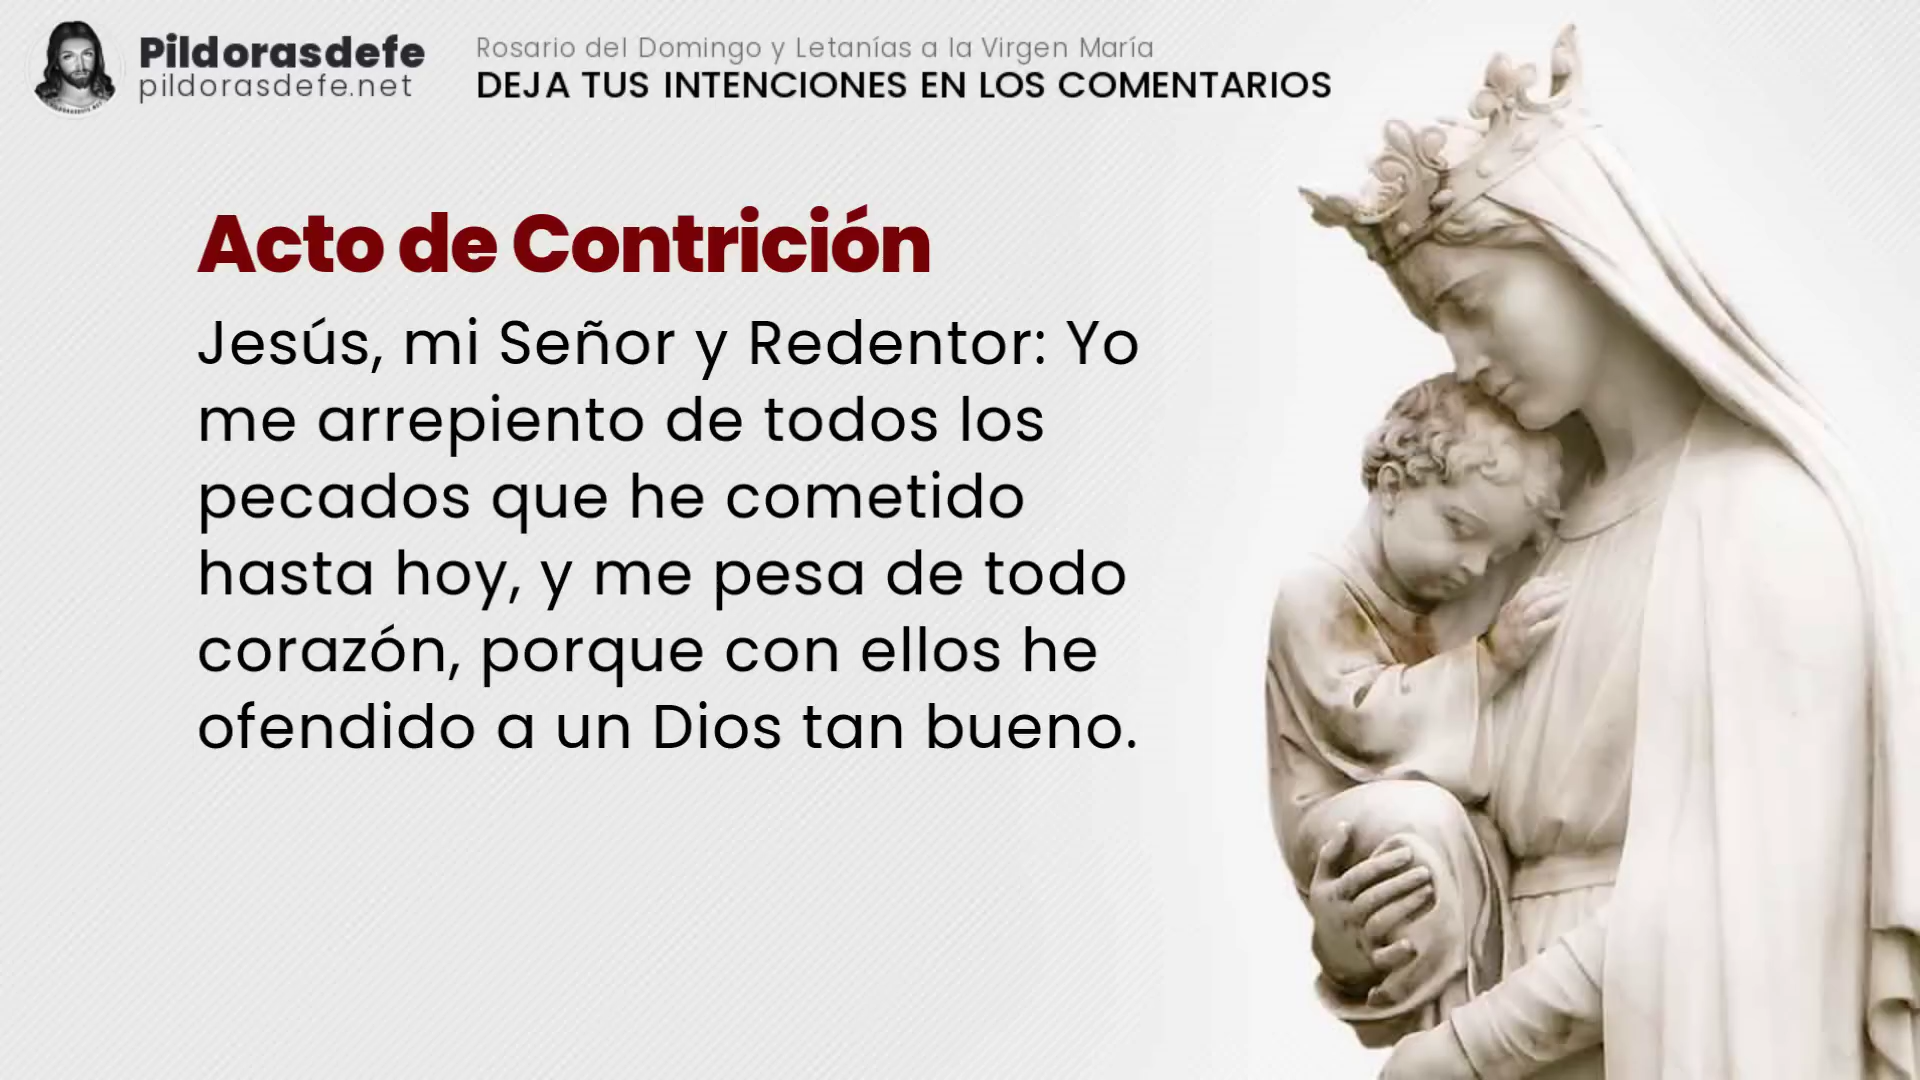 Pildorasdefe
pildorasdefe.net
Rosario del Domingo y Letanías a la Virgen María
DEJA TUS INTENCIONES EN LOS COMENTARIOS
Acto de Contrición
Jesús, mi Señor y Redentor: Yo
me arrepiento de todos los
pecados que he cometido
hasta hoy, y me pesa de todo
corazón, porque con ellos he
ofendido a un Dios tan bueno.